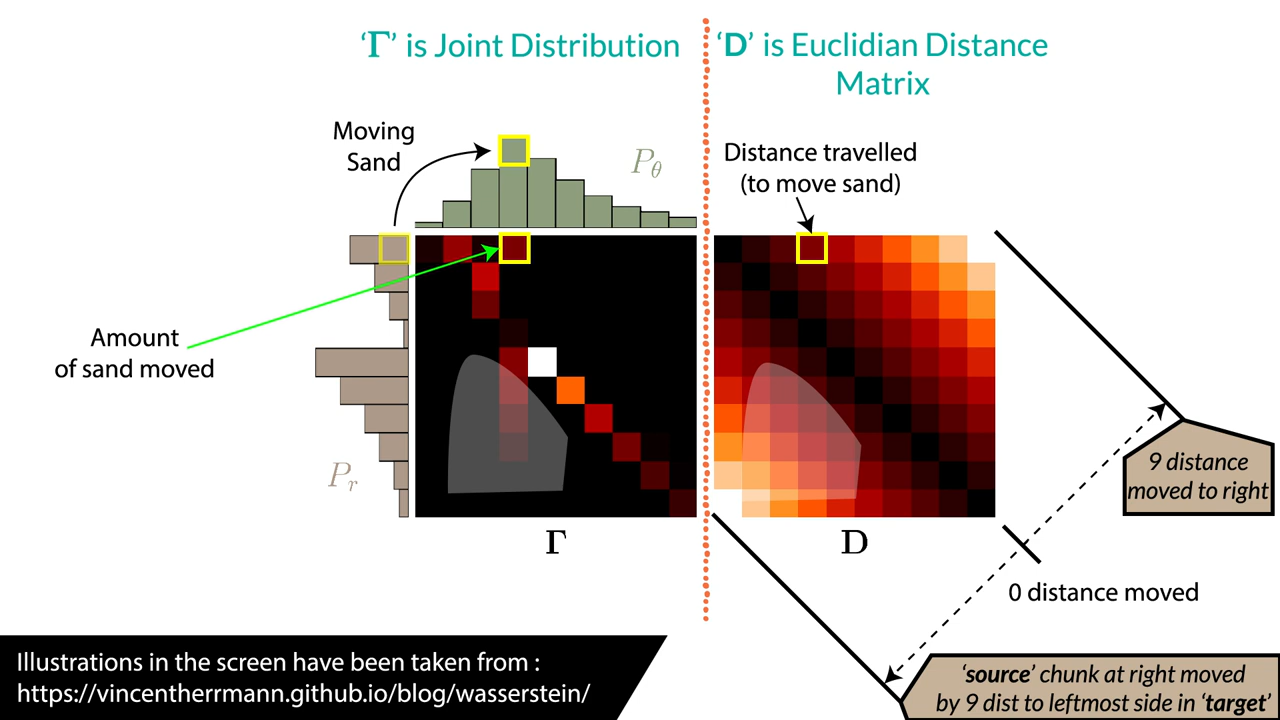 ‘Γ’ is Joint Distribution
‘D’ is Euclidian Distance
Matrix
Moving
Sand
Pθ
Distance travelled
(to move sand)
Amount
of sand moved
Pr
Γ
D
9 distance
moved to right
0 distance moved
‘source’ chunk at right moved
by 9 dist to leftmost side in ‘target’
Illustrations in the screen have been taken from :
https://vincentherrmann.github.io/blog/wasserstein/